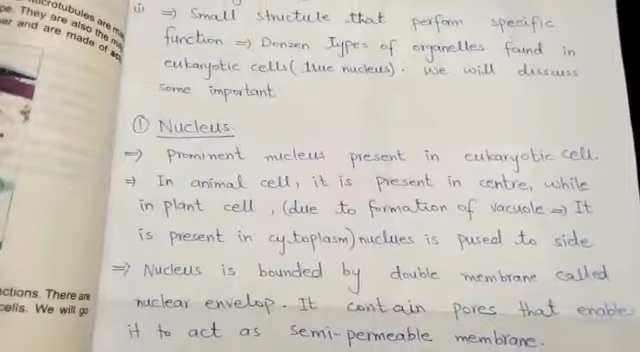 microtubules are
pe. They are also the
ar and are made of
ctions. There are
cells. We will go
ii) ⇒ Small structule that perform specific
function ⇒ Donzen Types of organelles found in
eukaryotic cells( true nucleus). We will discuss
some important
① Nucleus.
⇒ Prominent nucleus present in eukaryotic cell.
⇒ In animal cell, it is present in centre, while
in plant cell, (due to formation of vacuole ⇒ It
is present in cytoplasm) nuclues is pused to side
⇒ Nucleus is bounded by double membrane called
nuclear envelop. It contain pores that enable
it to act as semi-permeable membrane.